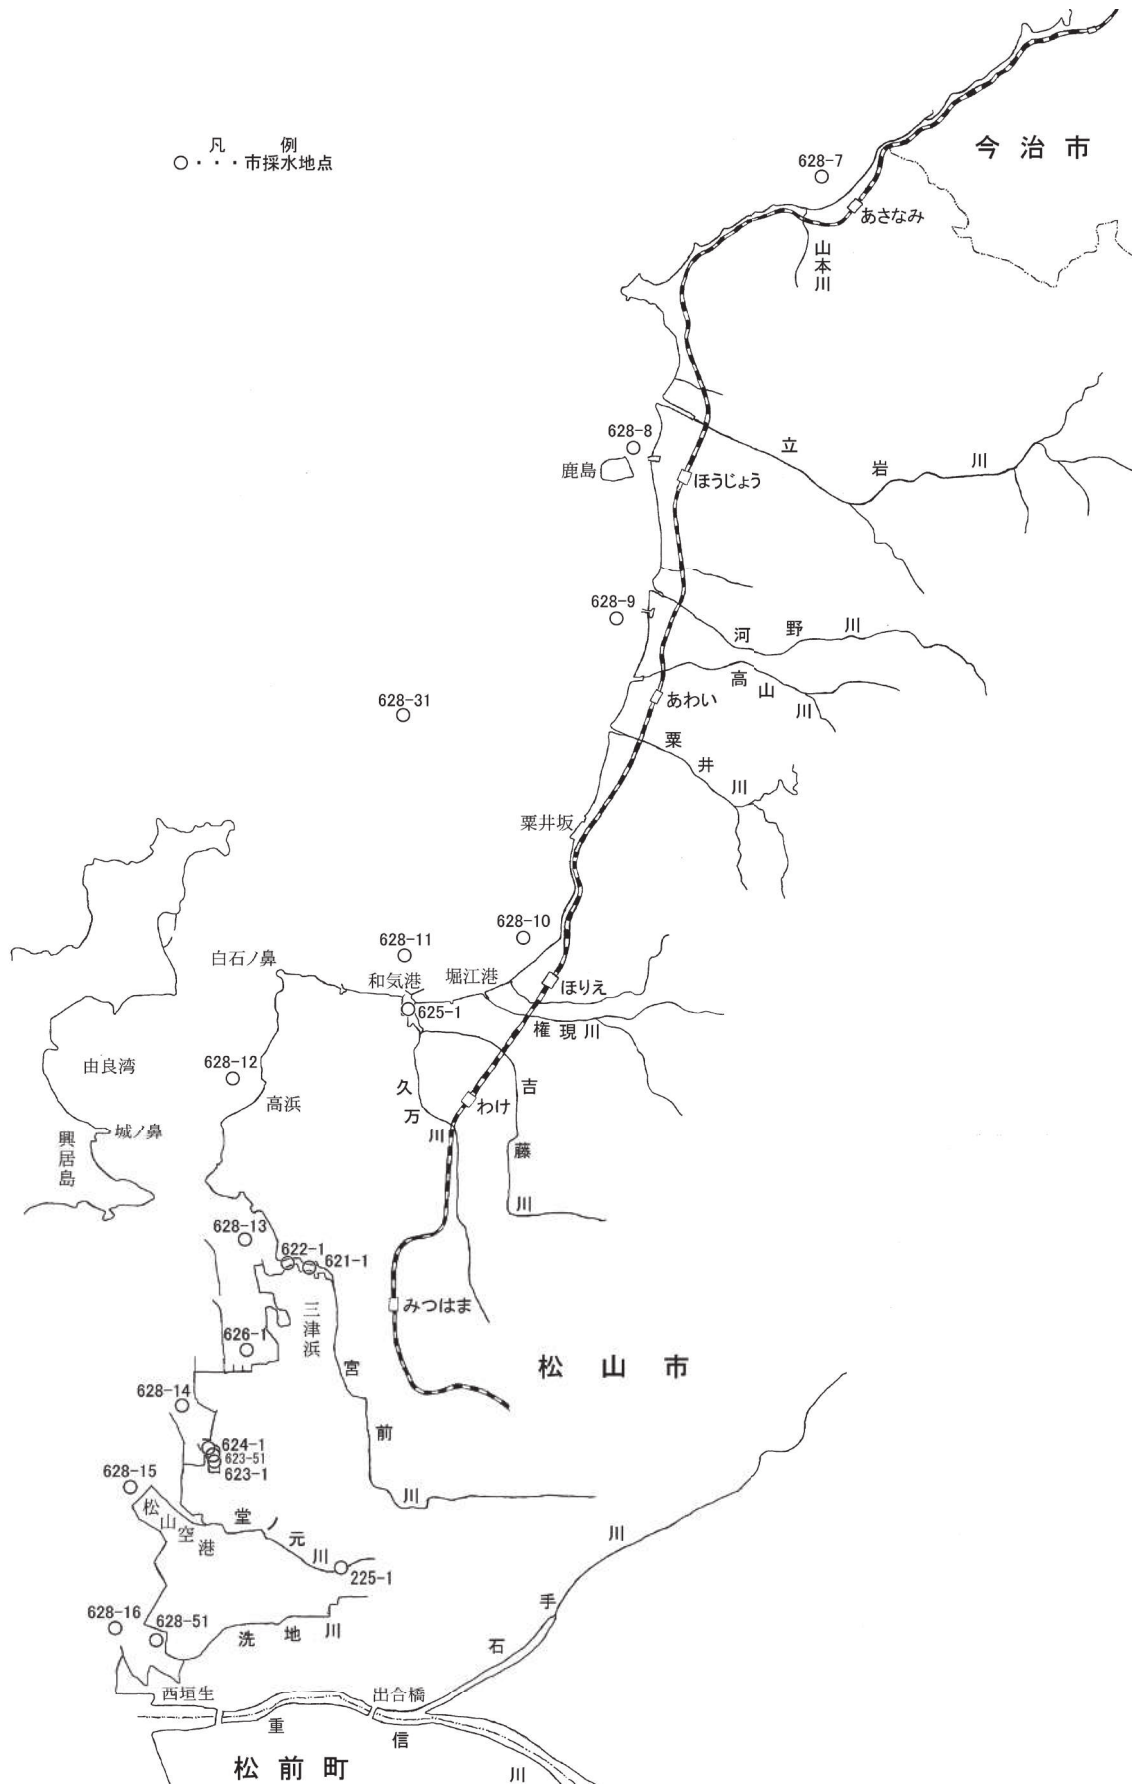 凡 例
○・・・市採水地点
今 治 市
628-7
あさなみ
山本川
628-8
鹿島
ほうじょう
立岩川
628-9
河野川
高山川
あわい
628-31
粟井川
粟井坂
628-10
628-11
白石ノ鼻
和気港
堀江港
ほりえ
625-1
権現川
由良湾
628-12
高浜
久万川
わけ
吉藤川
城ノ鼻
興居島
628-13
622-1
621-1
みつはま
三津浜
626-1
宮前川
松 山 市
628-14
624-1
623-51
623-1
628-15
松山空港
堂ノ元川
225-1
628-16
628-51
洗地川
石手川
西垣生
出合橋
重信川
松 前 町